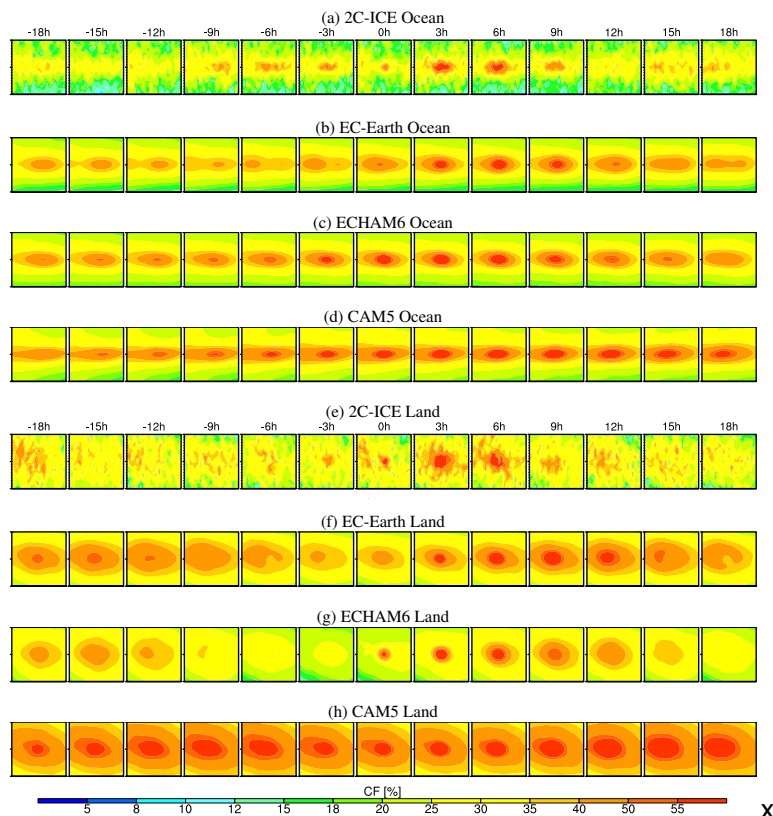 (a) 2C-ICE Ocean
-18h -15h -12h -9h -6h -3h 0h 3h 6h 9h 12h 15h 18h
(b) EC-Earth Ocean
(c) ECHAM6 Ocean
(d) CAM5 Ocean
(e) 2C-ICE Land
-18h -15h -12h -9h -6h -3h 0h 3h 6h 9h 12h 15h 18h
(f) EC-Earth Land
(g) ECHAM6 Land
(h) CAM5 Land
CF [%]
5 8 10 12 15 18 20 25 30 35 40 50 55
X